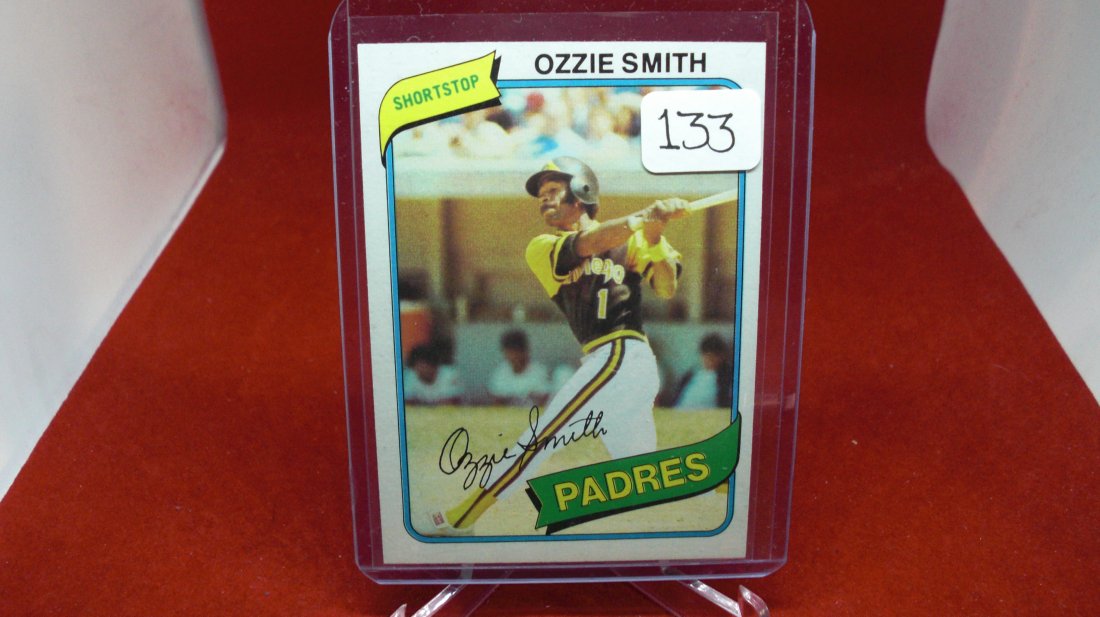 SHORTSTOP
OZZIE SMITH
133
1
Ozzie Smith
PADRES